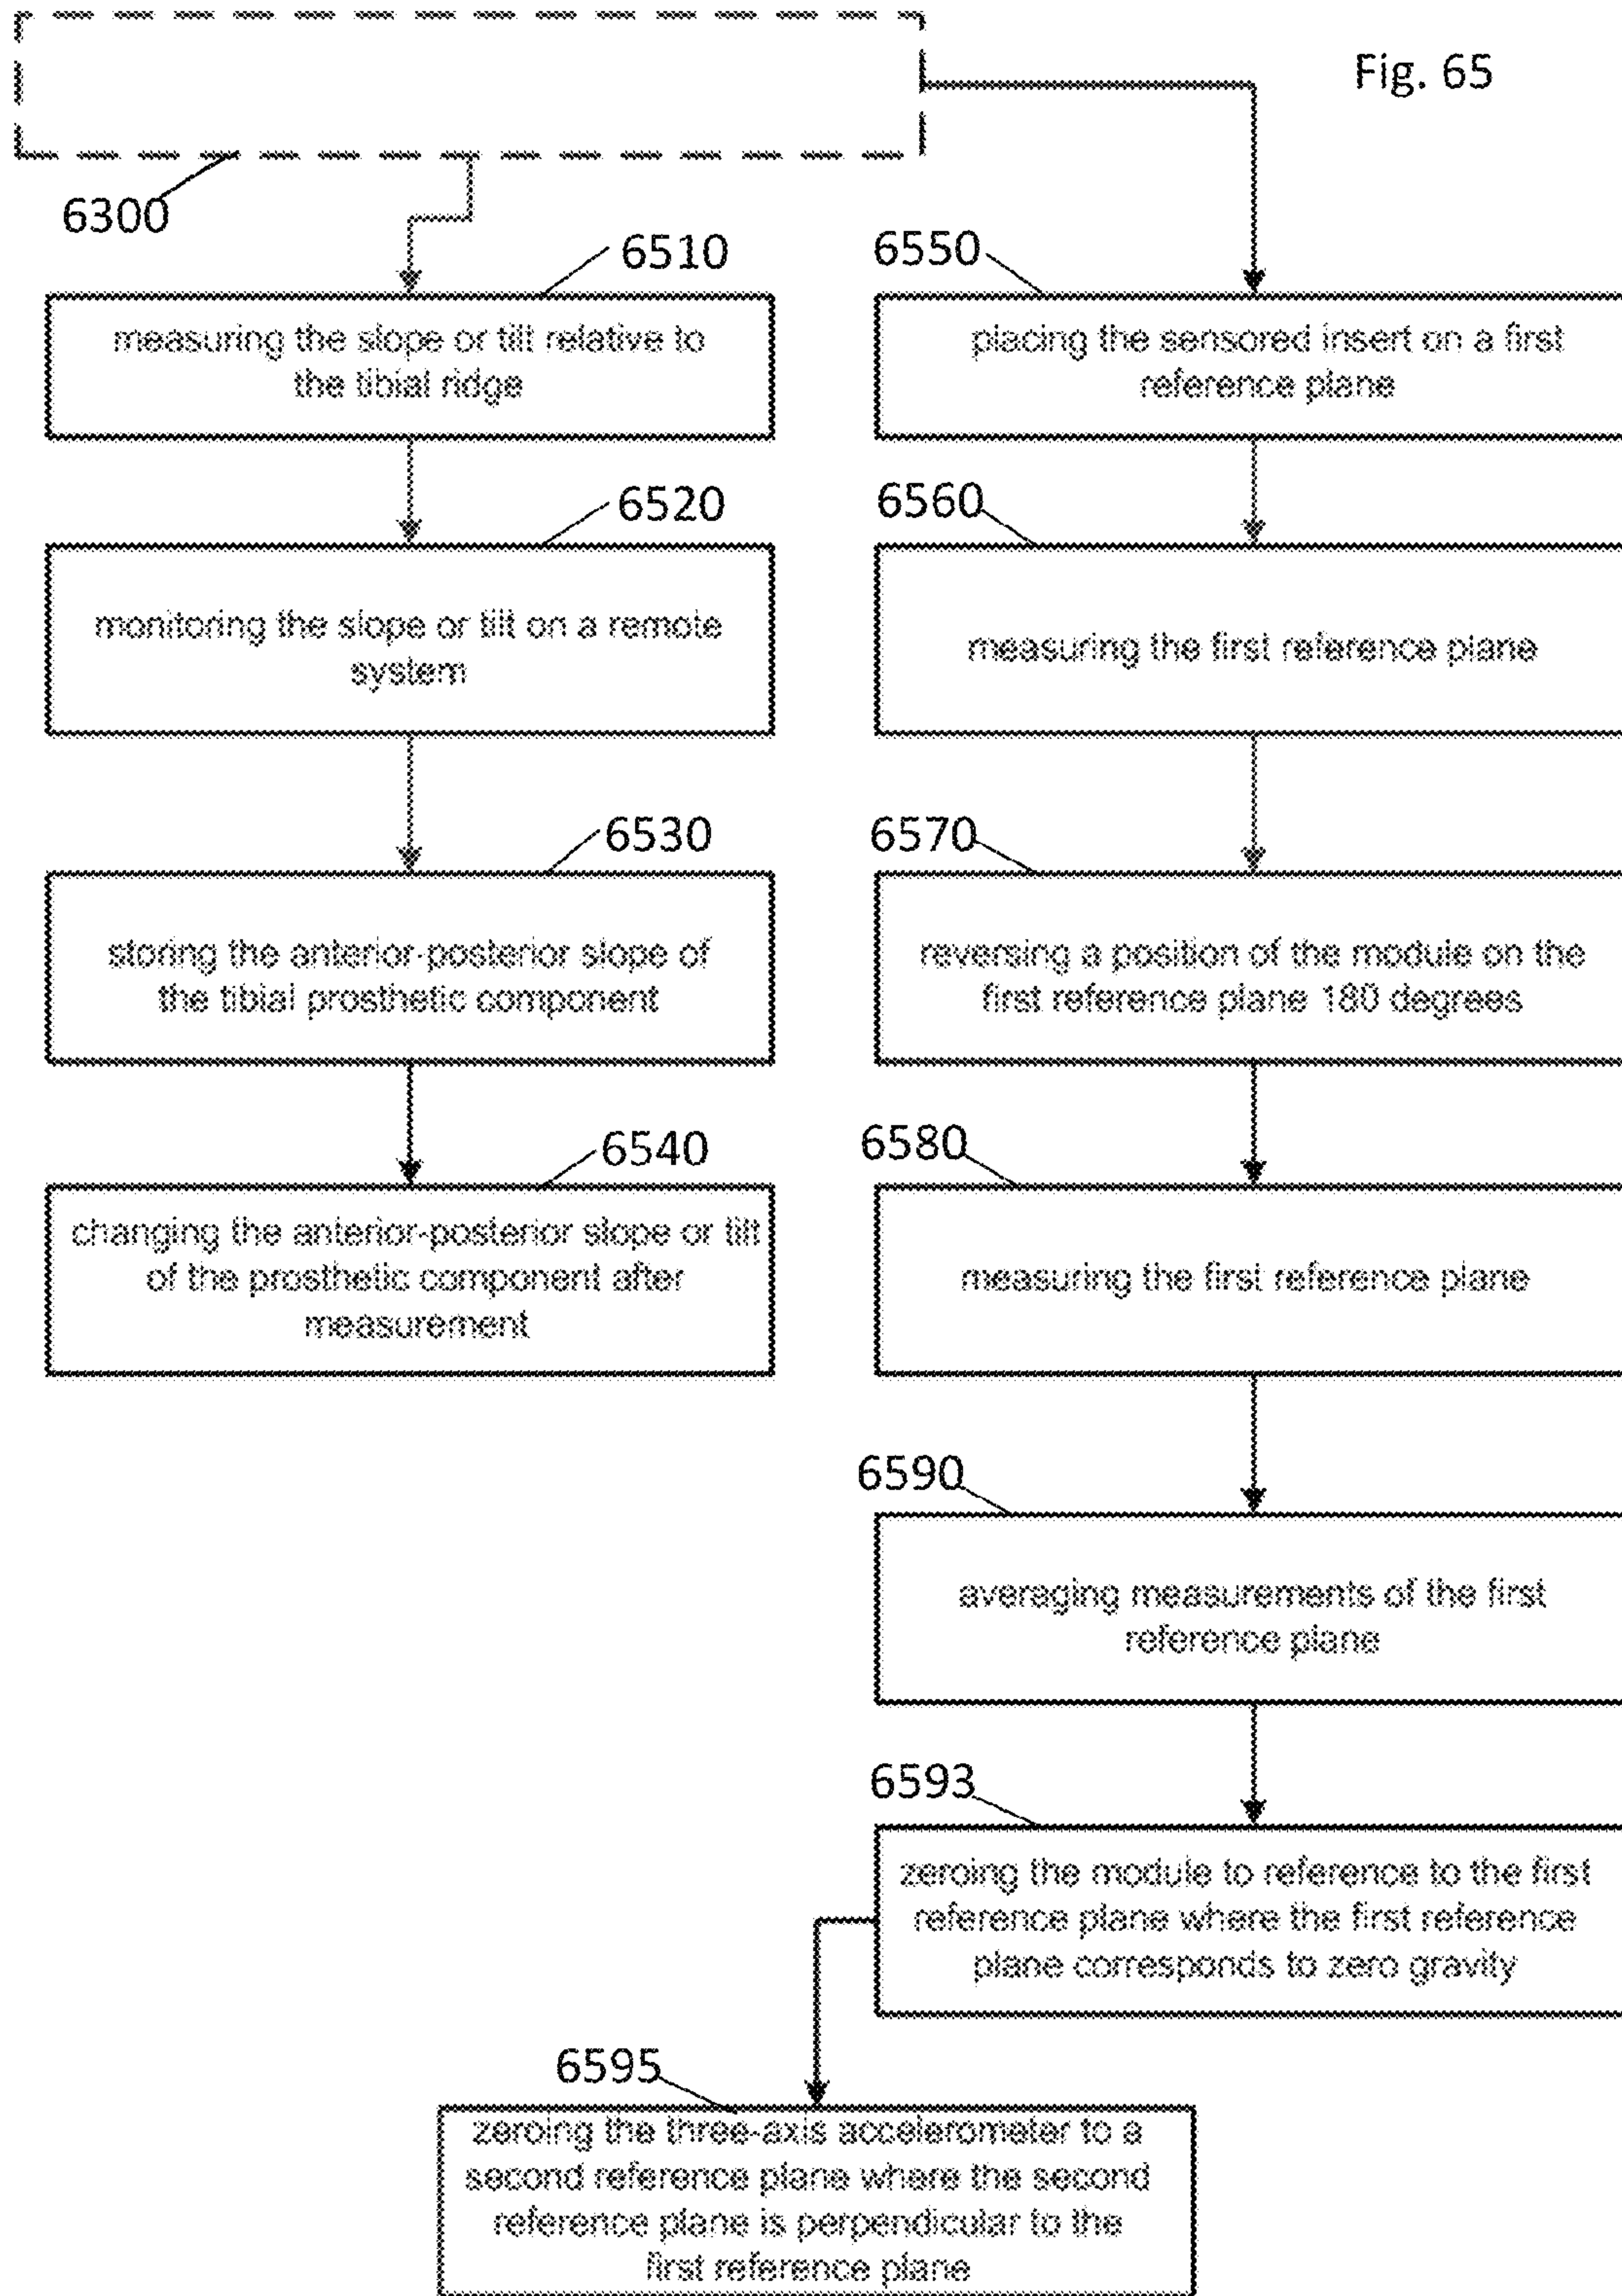 Fig. 65
6300
6510
measuring the slope or tilt relative to
the tibial ridge
6520
monitoring the slope or tilt on a remote
system
6530
storing the anterior-posterior slope of
the tibial prosthetic component
6540
changing the anterior-posterior slope or tilt
of the prosthetic component after
measurement
6550
placing the sensored insert on a first
reference plane
6560
measuring the first reference plane
6570
reversing a position of the module on the
first reference plane 180 degrees
6580
measuring the first reference plane
6590
averaging measurements of the first
reference plane
6593
zeroing the module to reference to the first
reference plane where the first reference
plane corresponds to zero gravity
6595
zeroing the three-axis accelerometer to a
second reference plane where the second
reference plane is perpendicular to the
first reference plane